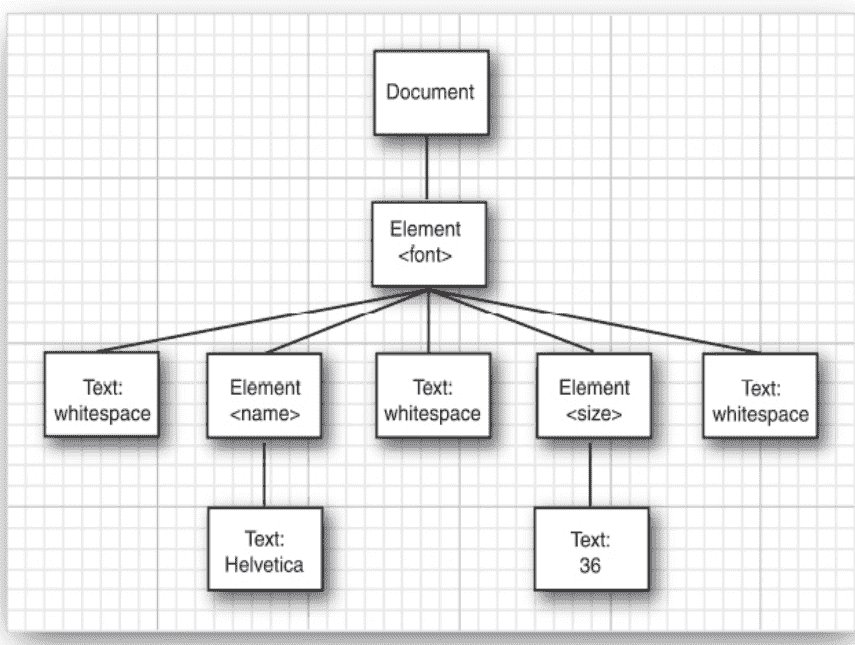 Document
Element
<font>
Text:
whitespace
Element
<name>
Text:
whitespace
Element
<size>
Text:
whitespace
Text:
Helvetica
Text:
36